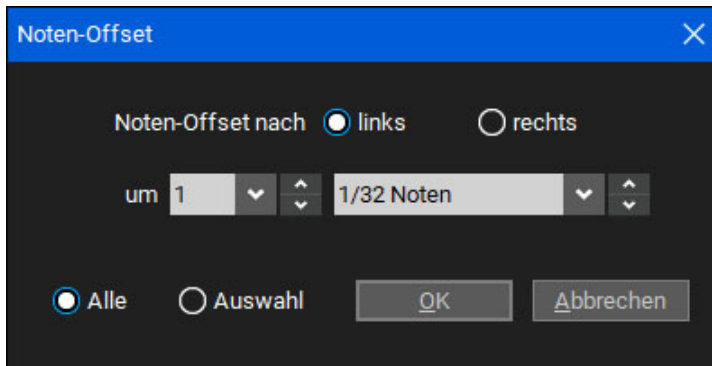 Noten-Offset
Noten-Offset nach links rechts
um 1 1/32 Noten
Alle Auswahl OK Abbrechen